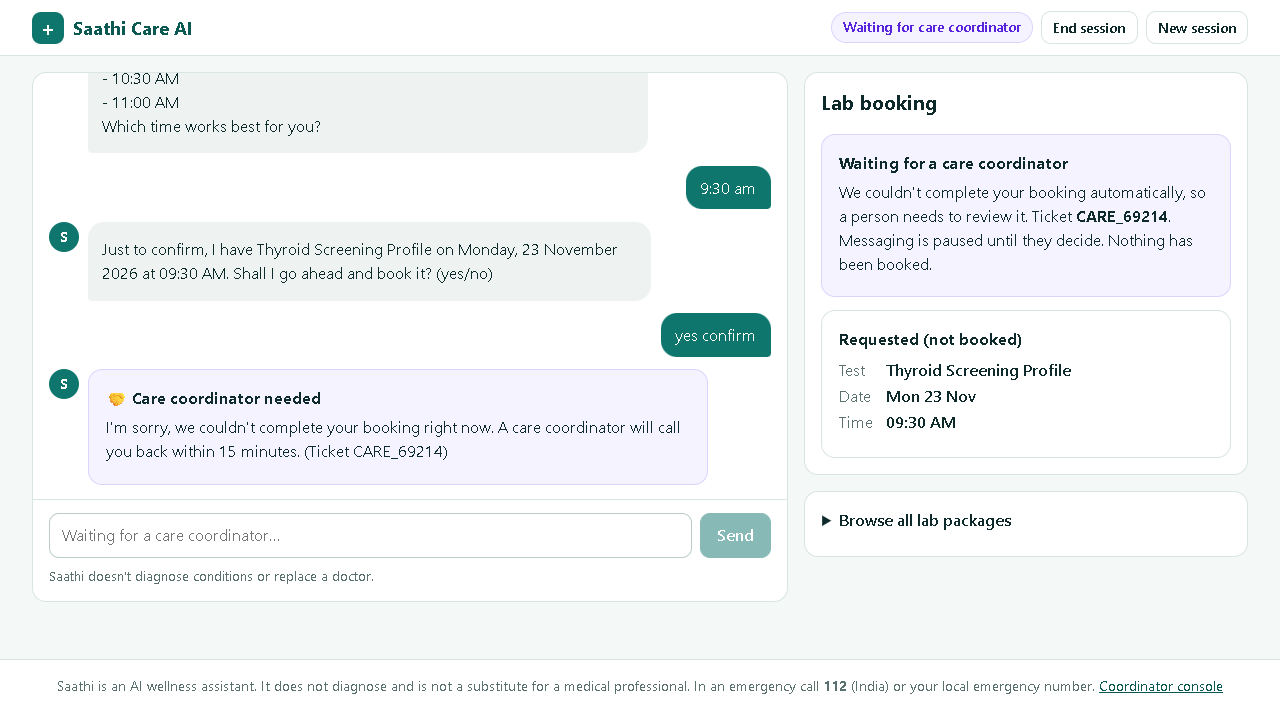 + Saathi Care AI
Waiting for care coordinator
End session
New session
- 10:30 AM
- 11:00 AM
Which time works best for you?
9:30 am
S
Just to confirm, I have Thyroid Screening Profile on Monday, 23 November
2026 at 09:30 AM. Shall I go ahead and book it? (yes/no)
yes confirm
S
🤝 Care coordinator needed
I'm sorry, we couldn't complete your booking right now. A care coordinator will call
you back within 15 minutes. (Ticket CARE_69214)
Waiting for a care coordinator...
Send
Saathi doesn't diagnose conditions or replace a doctor.
Lab booking
Waiting for a care coordinator
We couldn't complete your booking automatically, so
a person needs to review it. Ticket CARE_69214.
Messaging is paused until they decide. Nothing has
been booked.
Requested (not booked)
Test Thyroid Screening Profile
Date Mon 23 Nov
Time 09:30 AM
▶ Browse all lab packages
Saathi is an AI wellness assistant. It does not diagnose and is not a substitute for a medical professional. In an emergency call 112 (India) or your local emergency number. Coordinator console